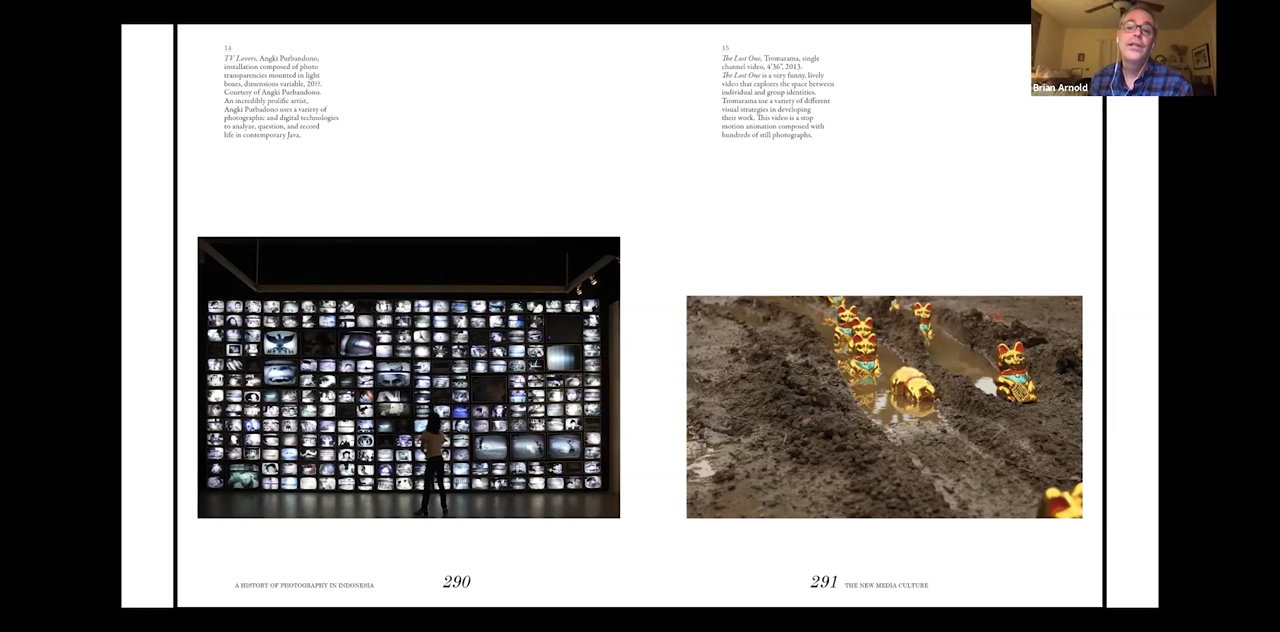 14
TV Lovers, Angki Purbandono,
installation composed of photo
transparencies mounted in light
boxes, dimensions variable, 20??.
Courtesy of Angki Purbandono.
An incredibly prolific artist,
Angki Purbadono uses a variety of
photographic and digital technologies
to analyze, question, and record
life in contemporary Java.
15
The Lost One, Tromarama, single
channel video, 4'36", 2013.
The Lost One is a very funny, lively
video that explores the space between
individual and group identities.
Tromarama use a variety of different
visual strategies in developing
their work. This video is a stop
motion animation composed with
hundreds of still photographs.
Brian Arnold
A HISTORY OF PHOTOGRAPHY IN INDONESIA 290
291 THE NEW MEDIA CULTURE